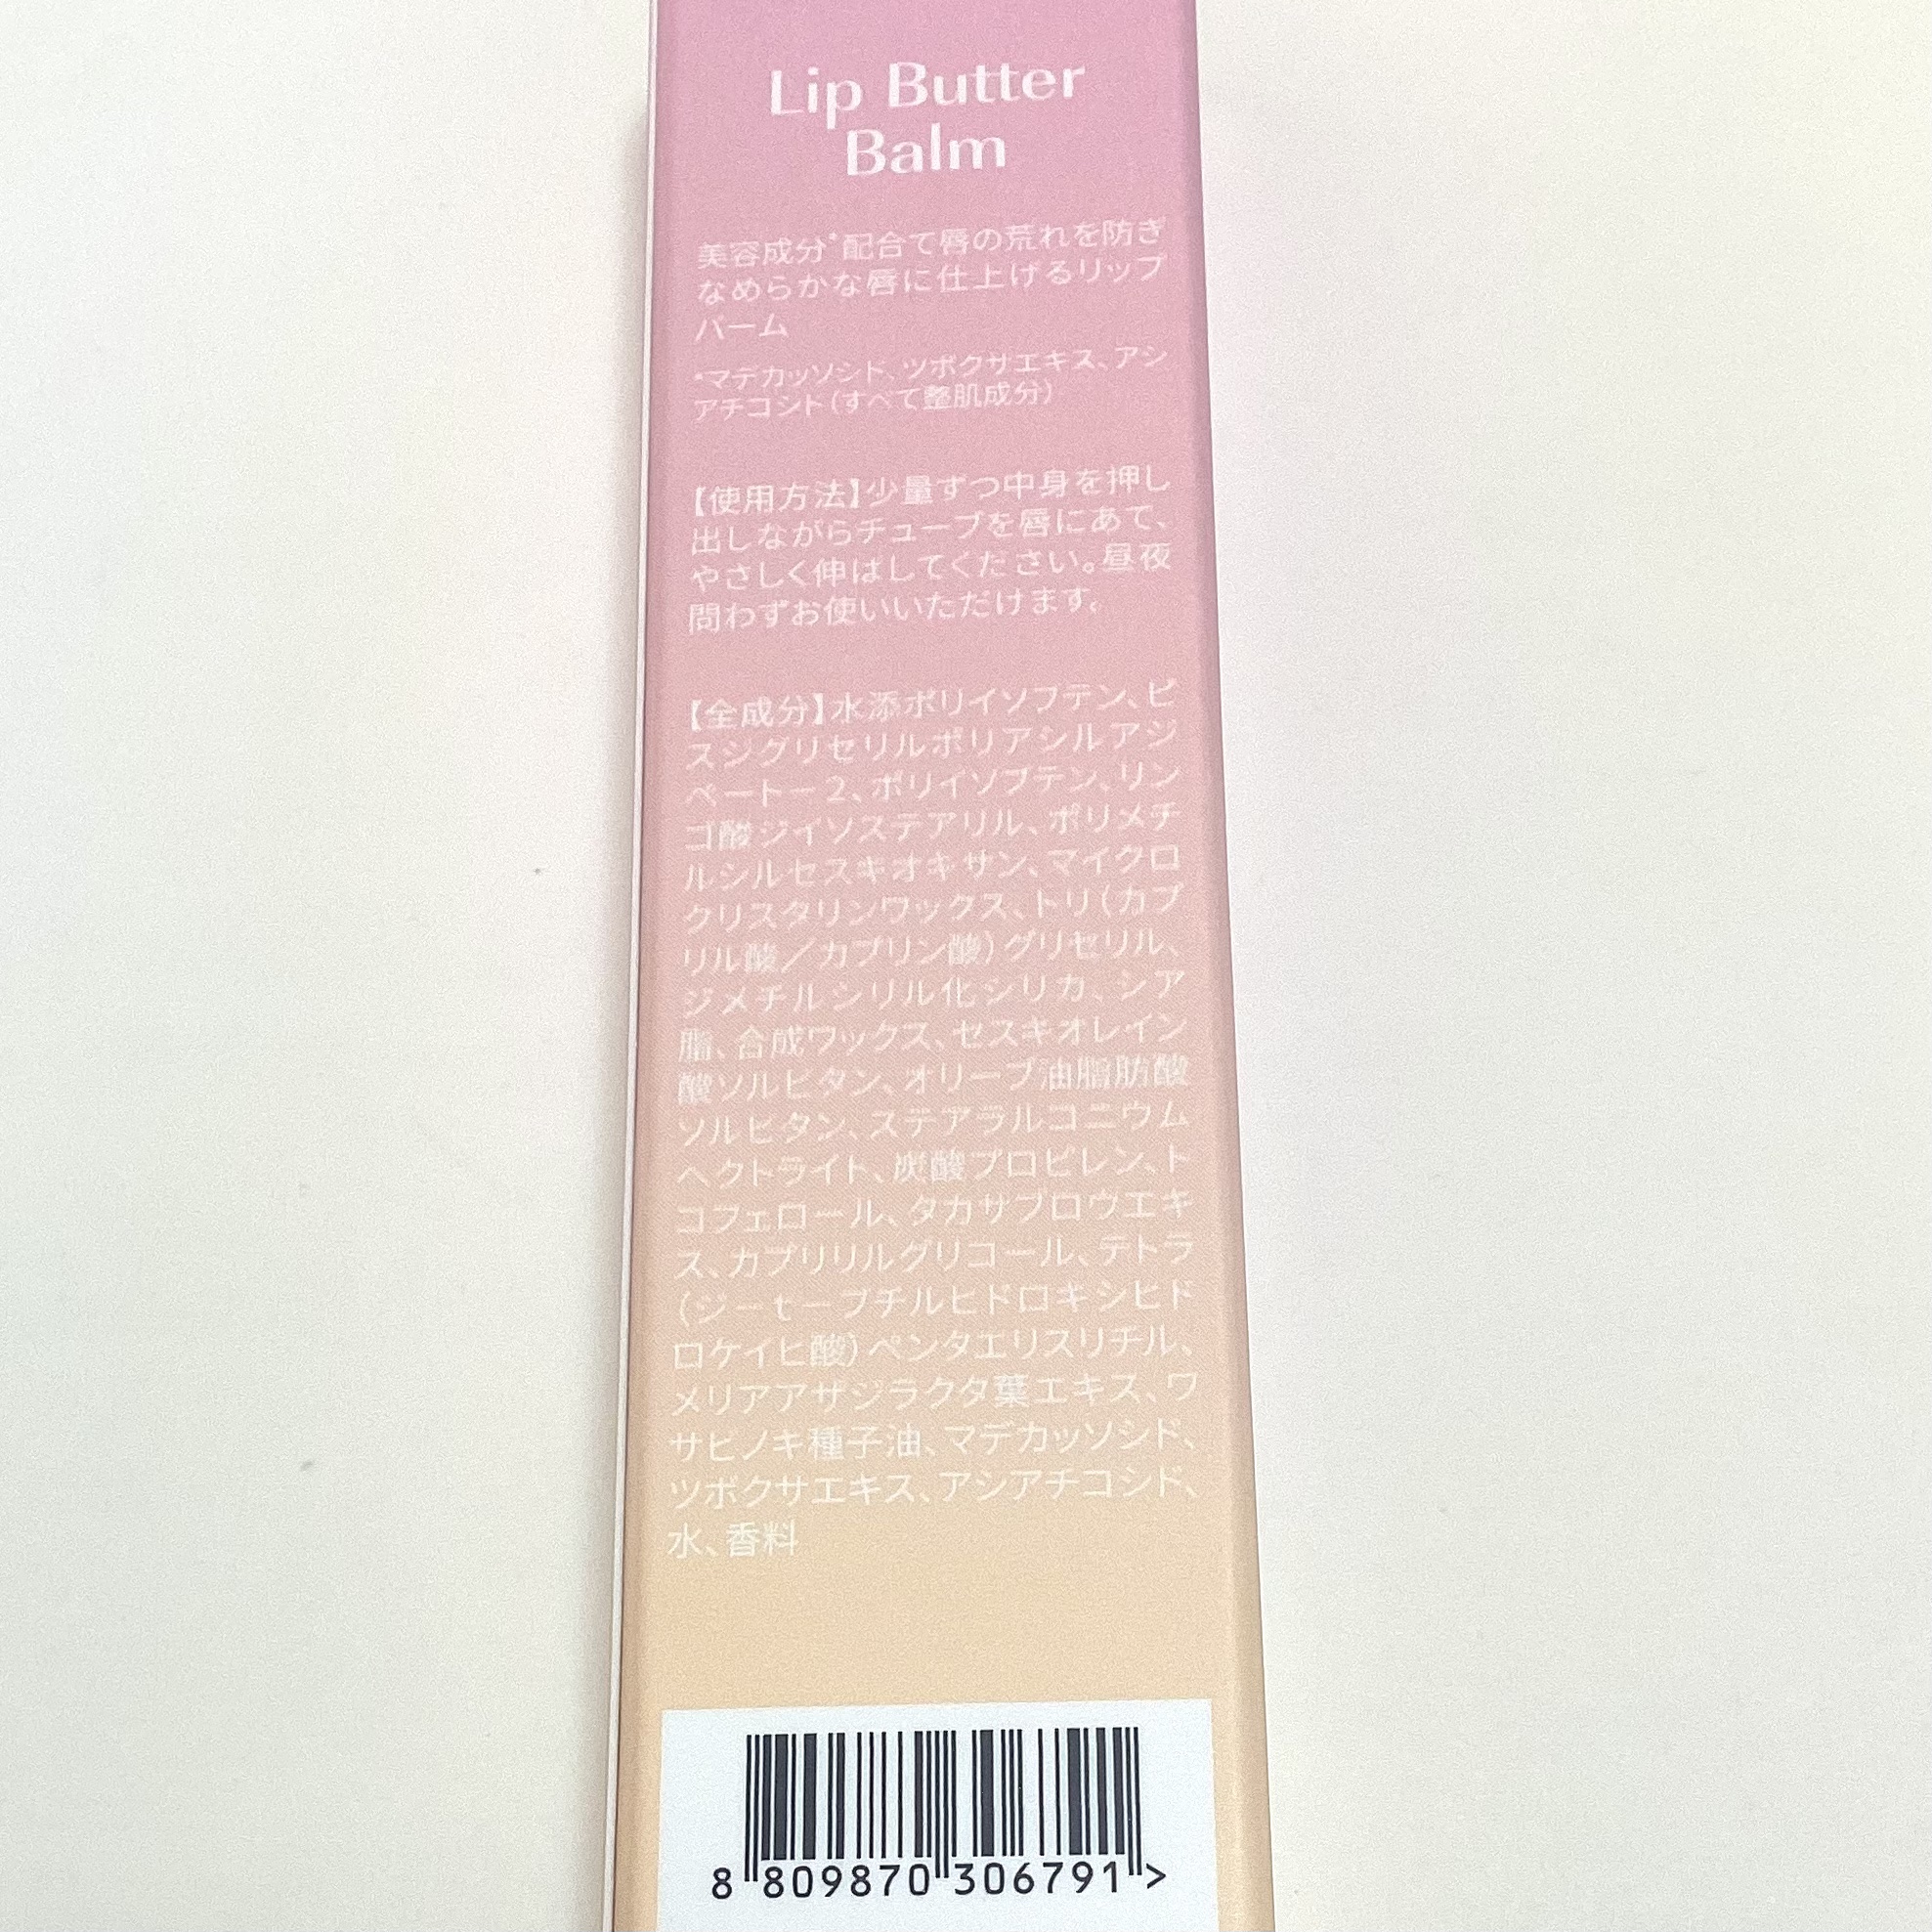 Lip Butter
Balm
美容成分*配合で唇の荒れを防ぎ
なめらかな唇に仕上げるリップ
バーム
*マデカッソシド、ツボクサエキス、アシ
アチコシド(すべて整肌成分)
【使用方法】少量ずつ中身を押し
出しながらチューブを唇にあて、
やさしく伸ばしてください。昼夜
問わずお使いいただけます。
【全成分】水添ポリイソブテン、ビ
スジグリセリルポリアシルアジ
ペートー2、ポリイソブテン、リン
ゴ酸ジイソステアリル、ポリメチ
ルシルセスキオキサン、マイクロ
クリスタリンワックス、トリ(カプ
リル酸／カプリン酸)グリセリル、
ジメチルシリル化シリカ、シア
脂、合成ワックス、セスキオレイン
酸ソルビタン、オリーブ油脂肪酸
ソルビタン、ステアラルコニウム
ヘクトライト、炭酸プロピレン、ト
コフェロール、タカサブロウエキ
ス、カプリリルグリコール、テトラ
(ジーtーブチルヒドロキシヒド
ロケイヒ酸)ペンタエリスリチル、
メリアアザジラクタ葉エキス、ワ
サビノキ種子油、マデカッソシド、
ツボクサエキス、アシアチコシド、
水、香料
8 809870 306791 >